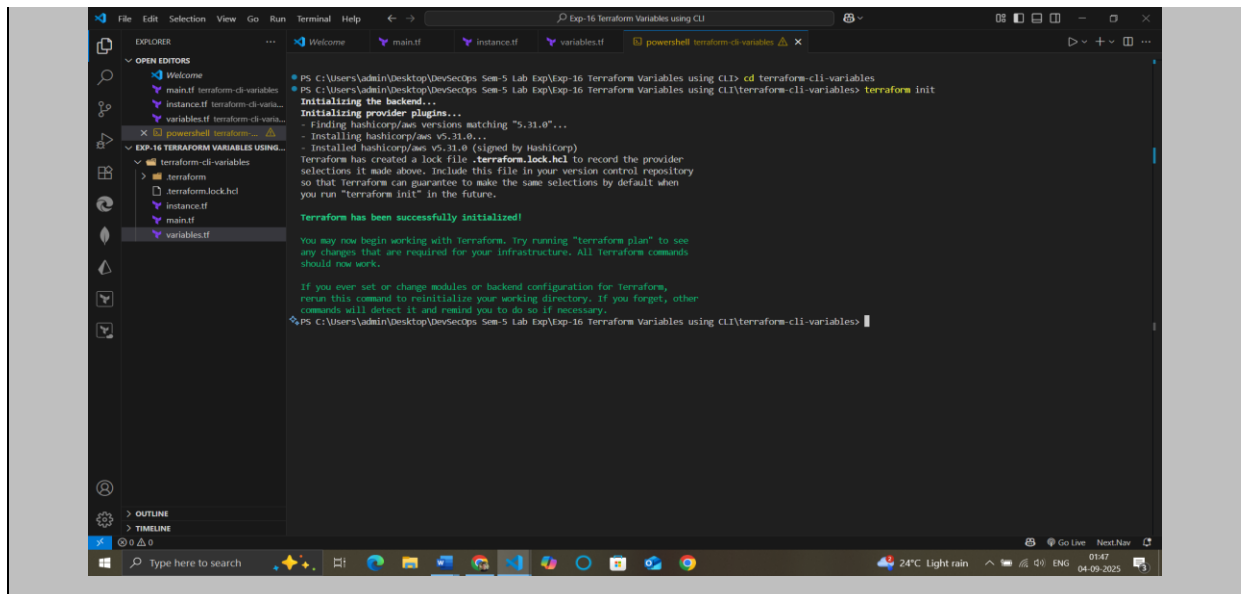 File Edit Selection View Go Run Terminal Help
Exp-16 Terraform Variables using CLI
EXPLORER
Welcome
main.tf
instance.tf
variables.tf
powershell terraform-cli-variables
OPEN EDITORS
Welcome
main.tf terraform-cli-variables
instance.tf terraform-cli-varia...
variables.tf terraform-cli-varia...
powershell terraform-...
EXP-16 TERRAFORM VARIABLES USING...
terraform-cli-variables
.terraform
.terraform.lock.hcl
instance.tf
main.tf
variables.tf
PS C:\Users\admin\Desktop\DevSecOps Sem-5 Lab Exp\Exp-16 Terraform Variables using CLI> cd terraform-cli-variables
PS C:\Users\admin\Desktop\DevSecOps Sem-5 Lab Exp\Exp-16 Terraform Variables using CLI\terraform-cli-variables> terraform init
Initializing the backend...
Initializing provider plugins...
- Finding hashicorp/aws versions matching "5.31.0"...
- Installing hashicorp/aws v5.31.0...
- Installed hashicorp/aws v5.31.0 (signed by HashiCorp)
Terraform has created a lock file .terraform.lock.hcl to record the provider
selections it made above. Include this file in your version control repository
so that Terraform can guarantee to make the same selections by default when
you run "terraform init" in the future.
Terraform has been successfully initialized!
You may now begin working with Terraform. Try running "terraform plan" to see
any changes that are required for your infrastructure. All Terraform commands
should now work.
If you ever set or change modules or backend configuration for Terraform,
rerun this command to reinitialize your working directory. If you forget, other
commands will detect it and remind you to do so if necessary.
PS C:\Users\admin\Desktop\DevSecOps Sem-5 Lab Exp\Exp-16 Terraform Variables using CLI\terraform-cli-variables>
OUTLINE
TIMELINE
0 0 0
Go Live Next.Nav
Type here to search
24°C Light rain
ENG
01:47
04-09-2025